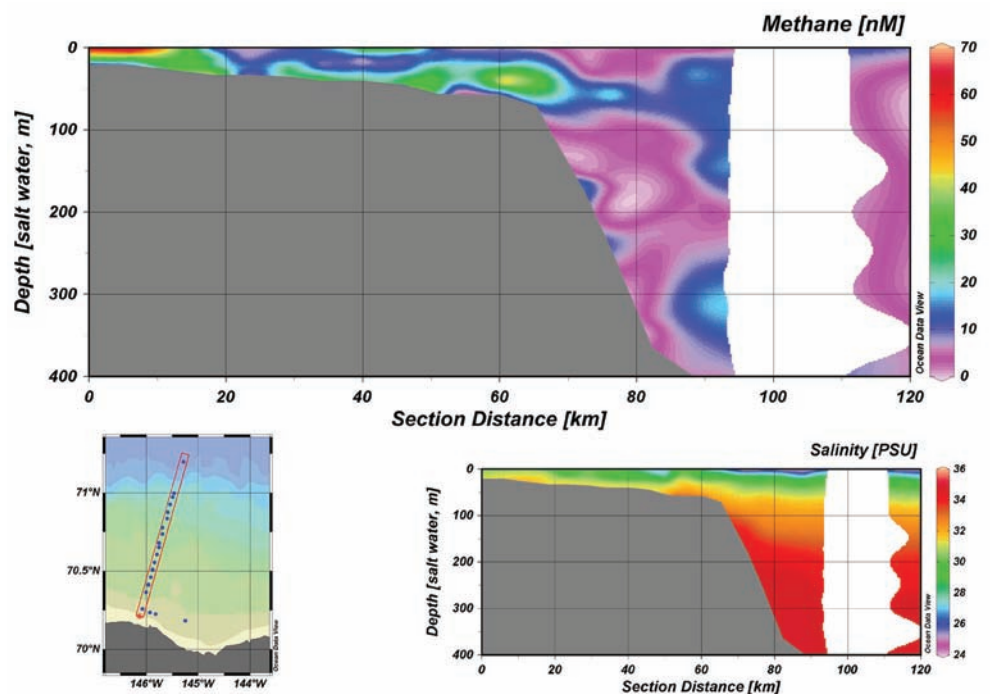 Methane [nM]
0
100
200
300
400
Depth [salt water, m]
0
20
40
60
80
100
120
Section Distance [km]
70
60
50
40
30
20
10
0
Ocean Data View
71°N
70.5°N
70°N
146°W
145°W
144°W
Ocean Data View
Salinity [PSU]
0
100
200
300
400
Depth [salt water, m]
0
20
40
60
80
100
120
Section Distance [km]
36
34
32
30
28
26
24
Ocean Data View